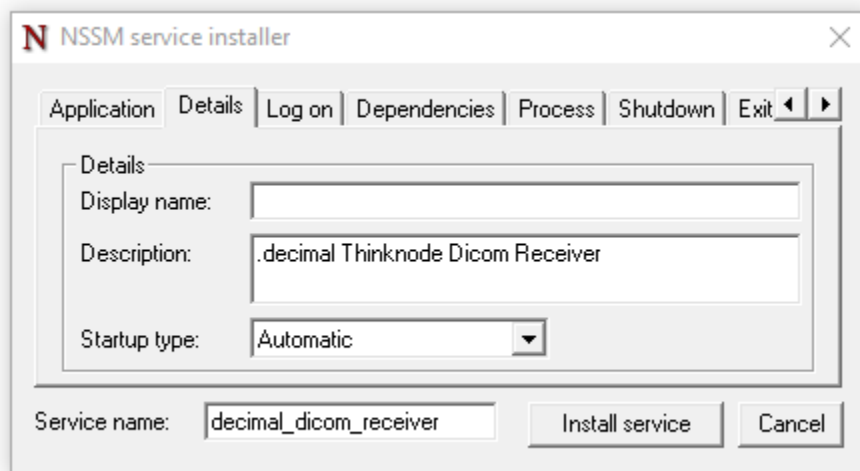 N NSSM service installer
Application Details Log on Dependencies Process Shutdown Exit
Details
Display name:
Description: .decimal Thinknode Dicom Receiver
Startup type: Automatic
Service name: decimal_dicom_receiver Install service Cancel